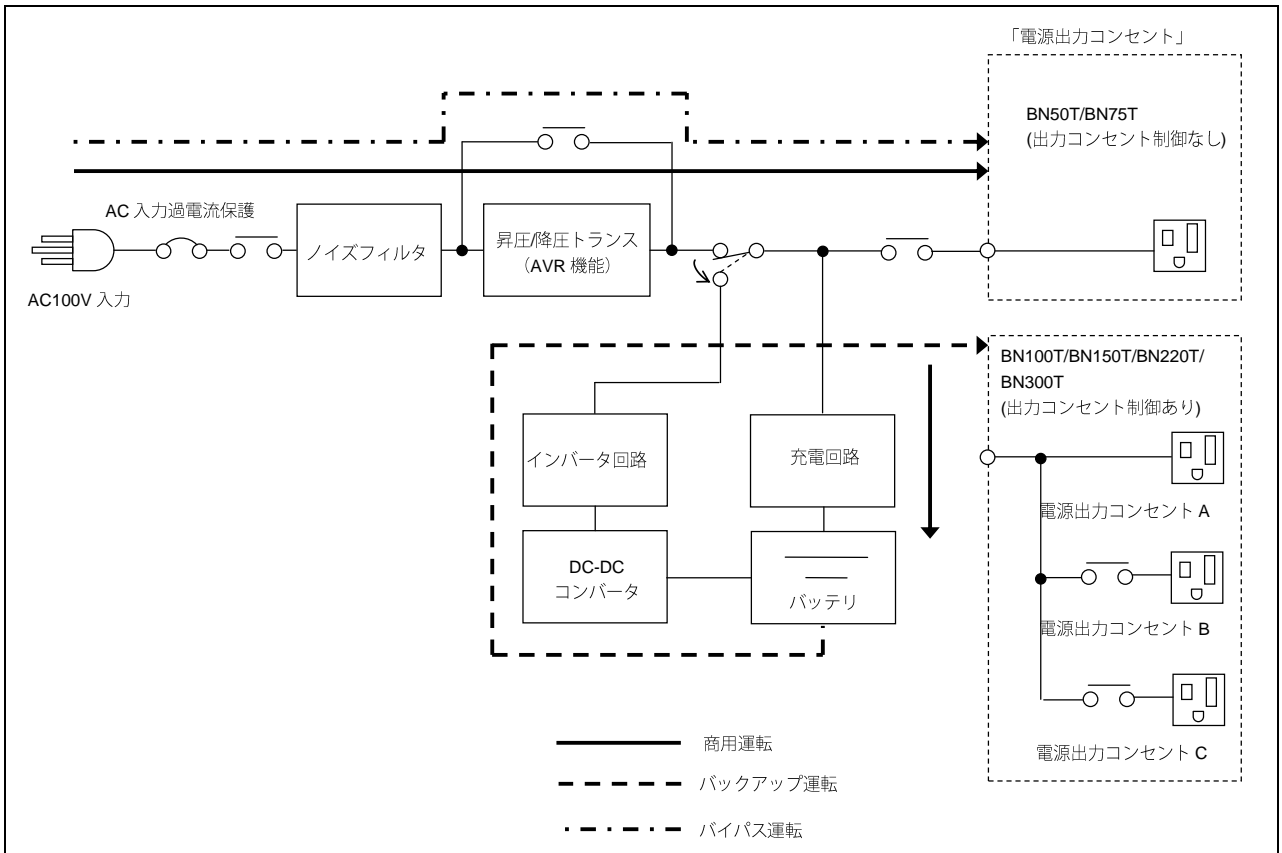 「電源出力コンセント」
BN50T/BN75T
(出力コンセント制御なし)
AC 入力過電流保護
ノイズフィルタ
昇圧/降圧トランス
（AVR 機能）
AC100V 入力
BN100T/BN150T/BN220T/
BN300T
(出力コンセント制御あり)
インバータ回路
充電回路
DC-DC
コンバータ
バッテリ
電源出力コンセント A
電源出力コンセント B
電源出力コンセント C
商用運転
バックアップ運転
バイパス運転